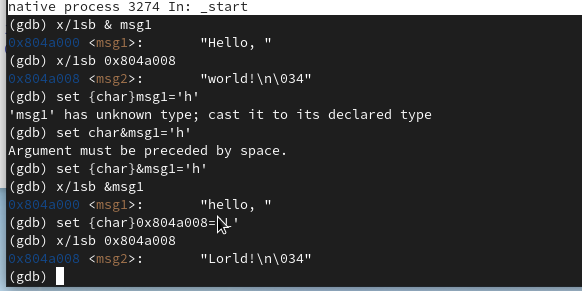 native process 3274 In: _start
(gdb) x/1sb & msg1
0x804a000 <msg1>:      "Hello, "
(gdb) x/1sb 0x804a008
0x804a008 <msg2>:      "world!\n\034"
(gdb) set {char}msg1='h'
'msg1' has unknown type; cast it to its declared type
(gdb) set char&msg1='h'
Argument must be preceded by space.
(gdb) set {char}&msg1='h'
(gdb) x/1sb &msg1
0x804a000 <msg1>:      "hello, "
(gdb) set {char}0x804a008=
(gdb) x/1sb 0x804a008
0x804a008 <msg2>:      "Lorld!\n\034"
(gdb)